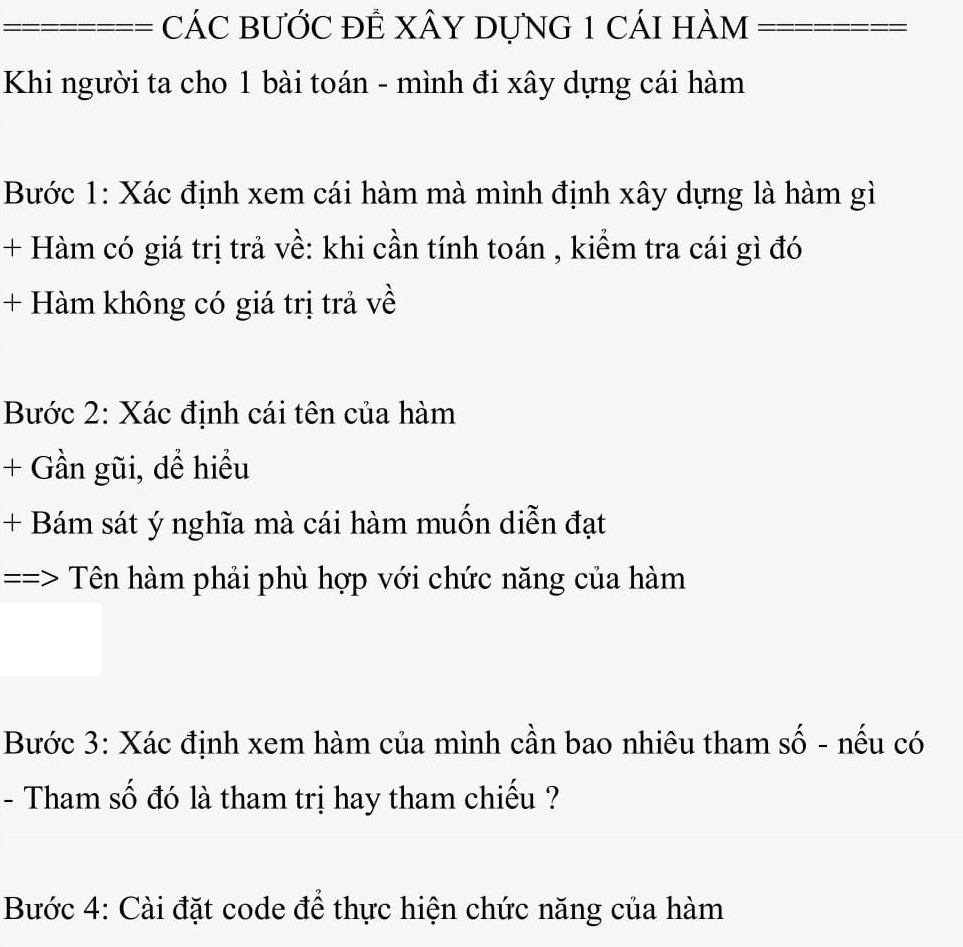 ======== CÁC BƯỚC ĐỂ XÂY DỰNG 1 CÁI HÀM ========
Khi người ta cho 1 bài toán - mình đi xây dựng cái hàm
Bước 1: Xác định xem cái hàm mà mình định xây dựng là hàm gì
+ Hàm có giá trị trả về: khi cần tính toán , kiểm tra cái gì đó
+ Hàm không có giá trị trả về
Bước 2: Xác định cái tên của hàm
+ Gần gũi, dể hiểu
+ Bám sát ý nghĩa mà cái hàm muốn diễn đạt
==> Tên hàm phải phù hợp với chức năng của hàm
Bước 3: Xác định xem hàm của mình cần bao nhiêu tham số - nếu có
- Tham số đó là tham trị hay tham chiếu ?
Bước 4: Cài đặt code để thực hiện chức năng của hàm